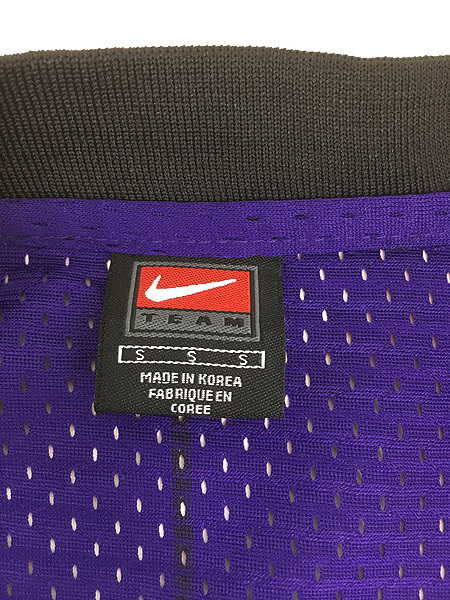 TEAM
S S S
MADE IN KOREA
FABRIQUE EN
COREE